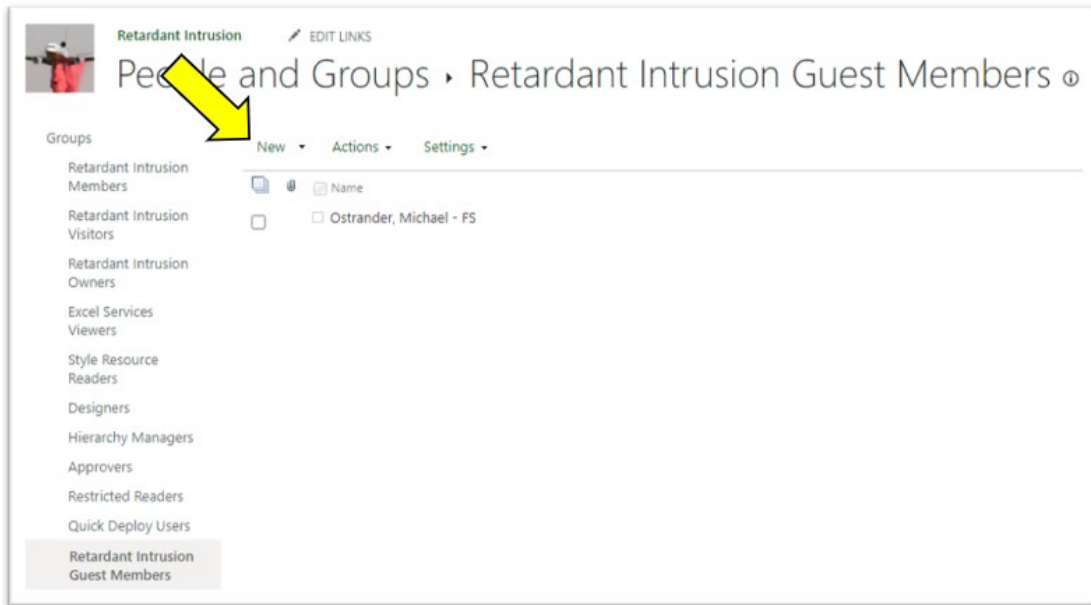 Retardant Intrusion EDIT LINKS
People and Groups ▸ Retardant Intrusion Guest Members
Groups
New Actions Settings
Retardant Intrusion
Members
Name
Retardant Intrusion
Visitors
Ostrander, Michael - FS
Retardant Intrusion
Owners
Excel Services
Viewers
Style Resource
Readers
Designers
Hierarchy Managers
Approvers
Restricted Readers
Quick Deploy Users
Retardant Intrusion
Guest Members